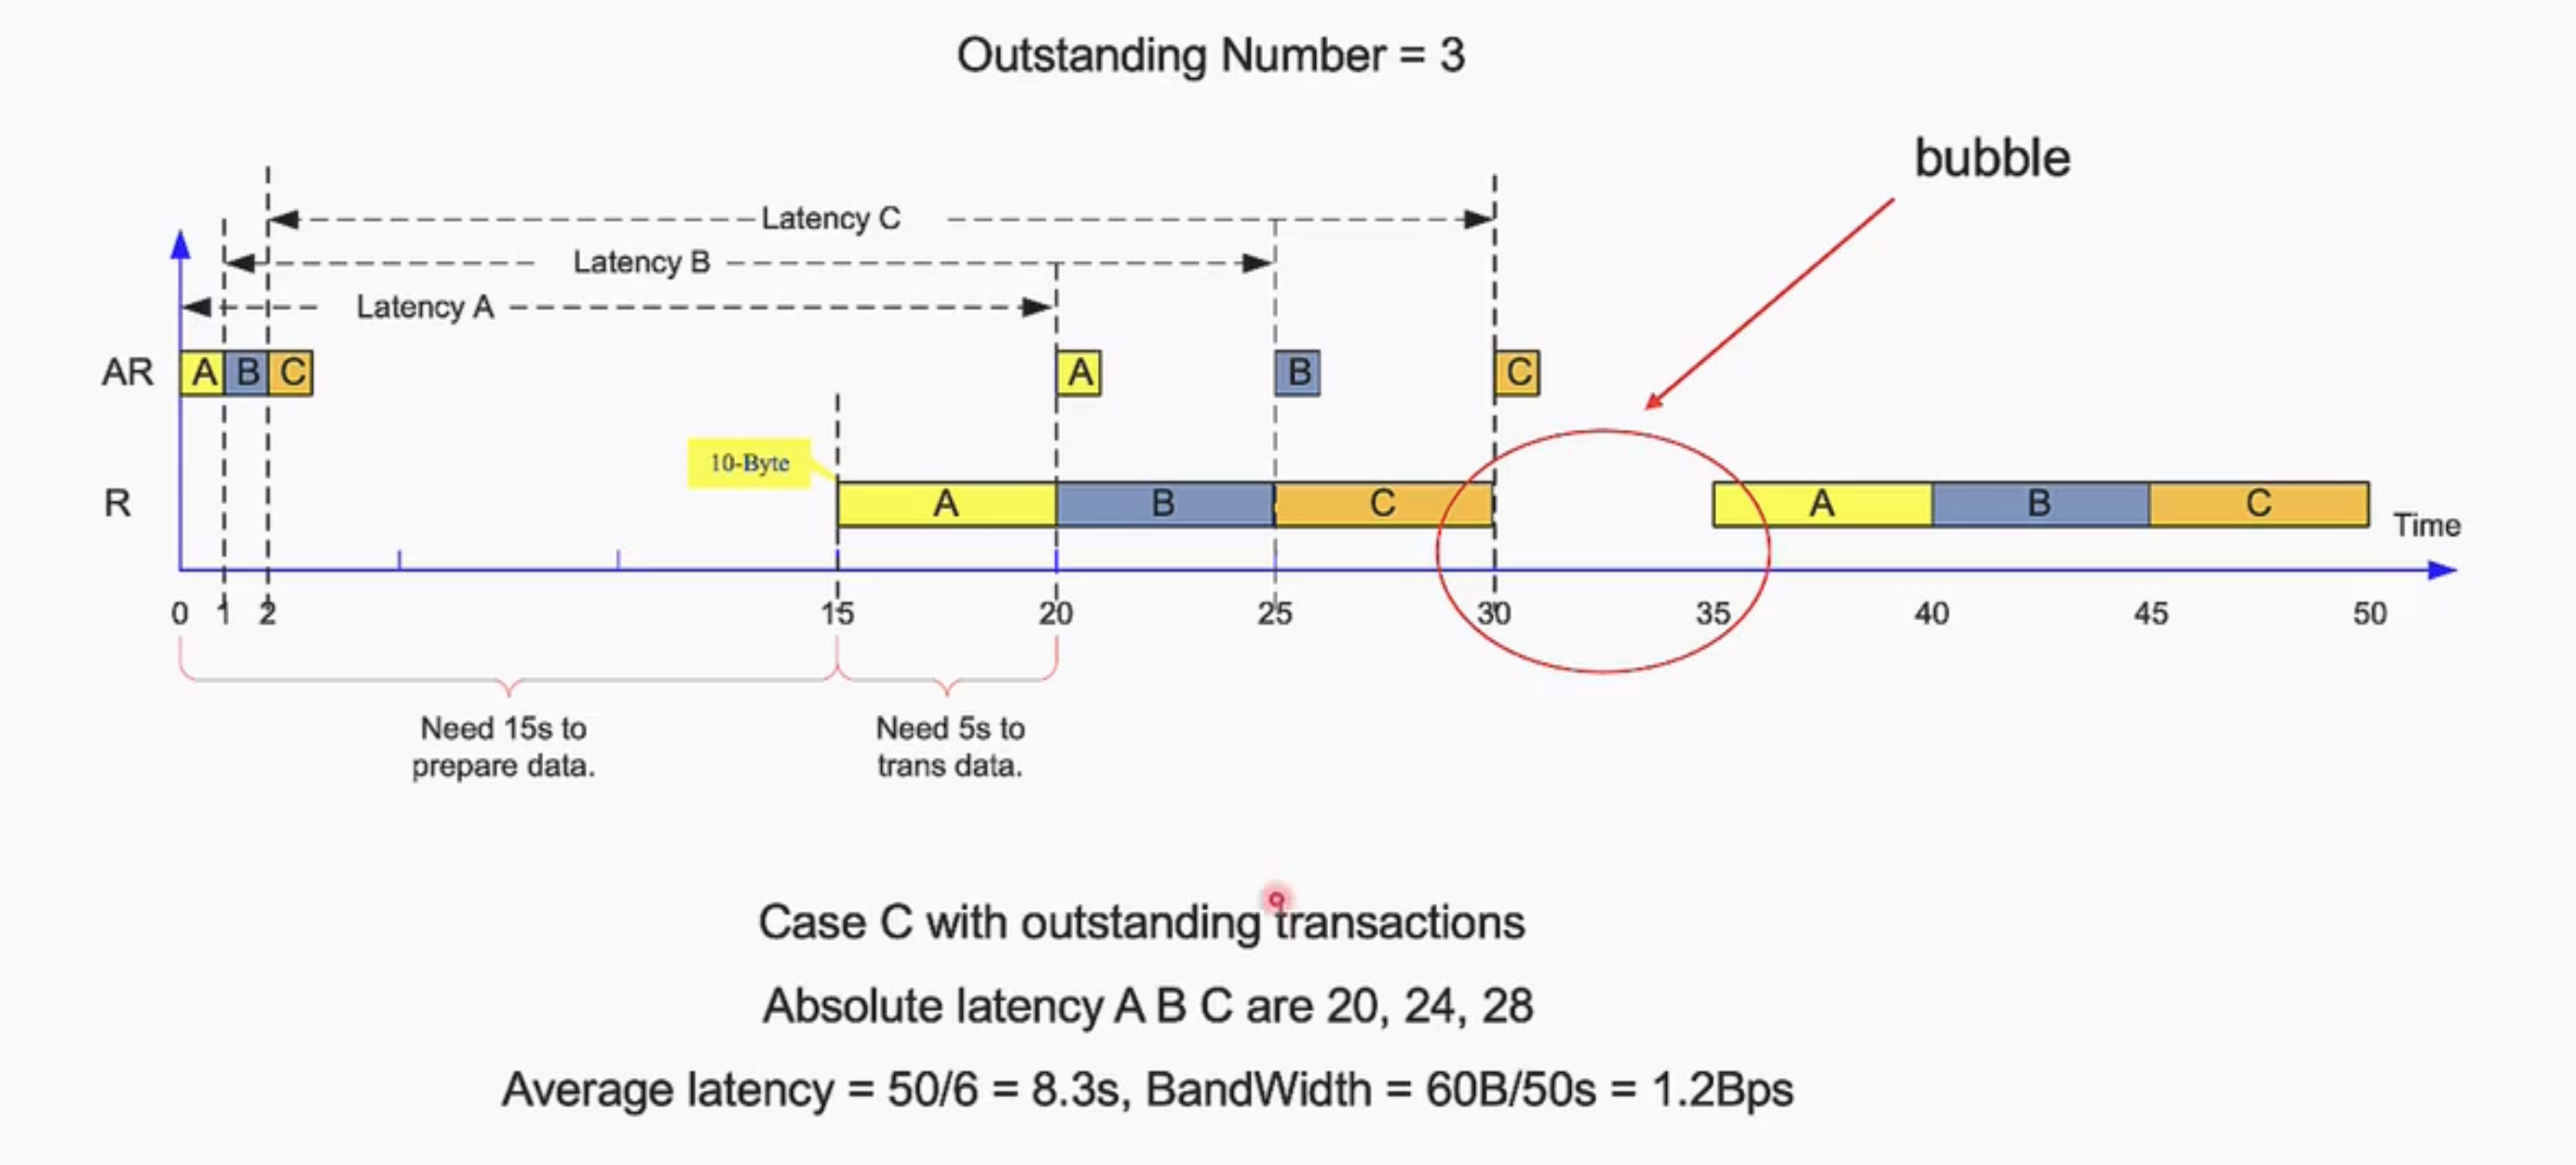 Outstanding Number = 3
bubble
Latency C
Latency B
Latency A
AR
A B C
A
B
C
10-Byte
R
A
B
C
A
B
C
Time
0 1 2 15 20 25 30 35 40 45 50
Need 15s to
prepare data.
Need 5s to
trans data.
Case C with outstanding transactions
Absolute latency A B C are 20, 24, 28
Average latency = 50/6 = 8.3s, BandWidth = 60B/50s = 1.2Bps